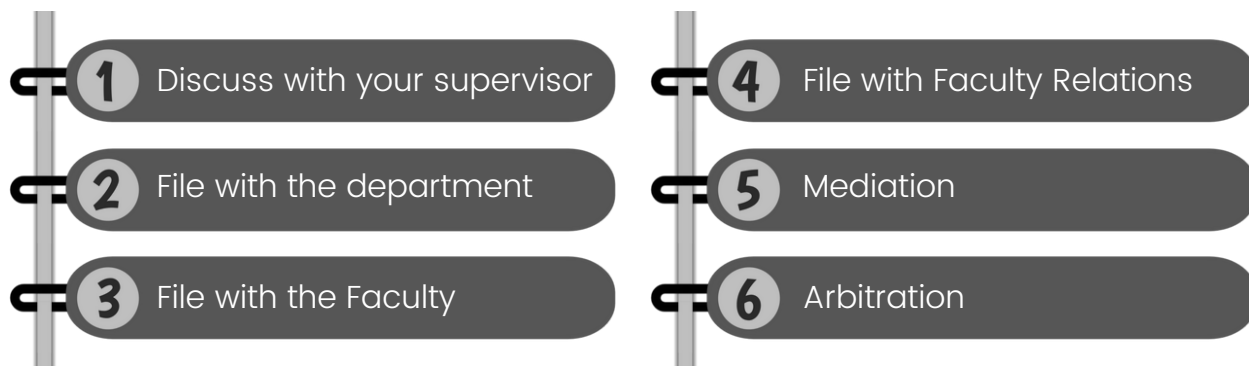 1 Discuss with your supervisor
2 File with the department
3 File with the Faculty
4 File with Faculty Relations
5 Mediation
6 Arbitration